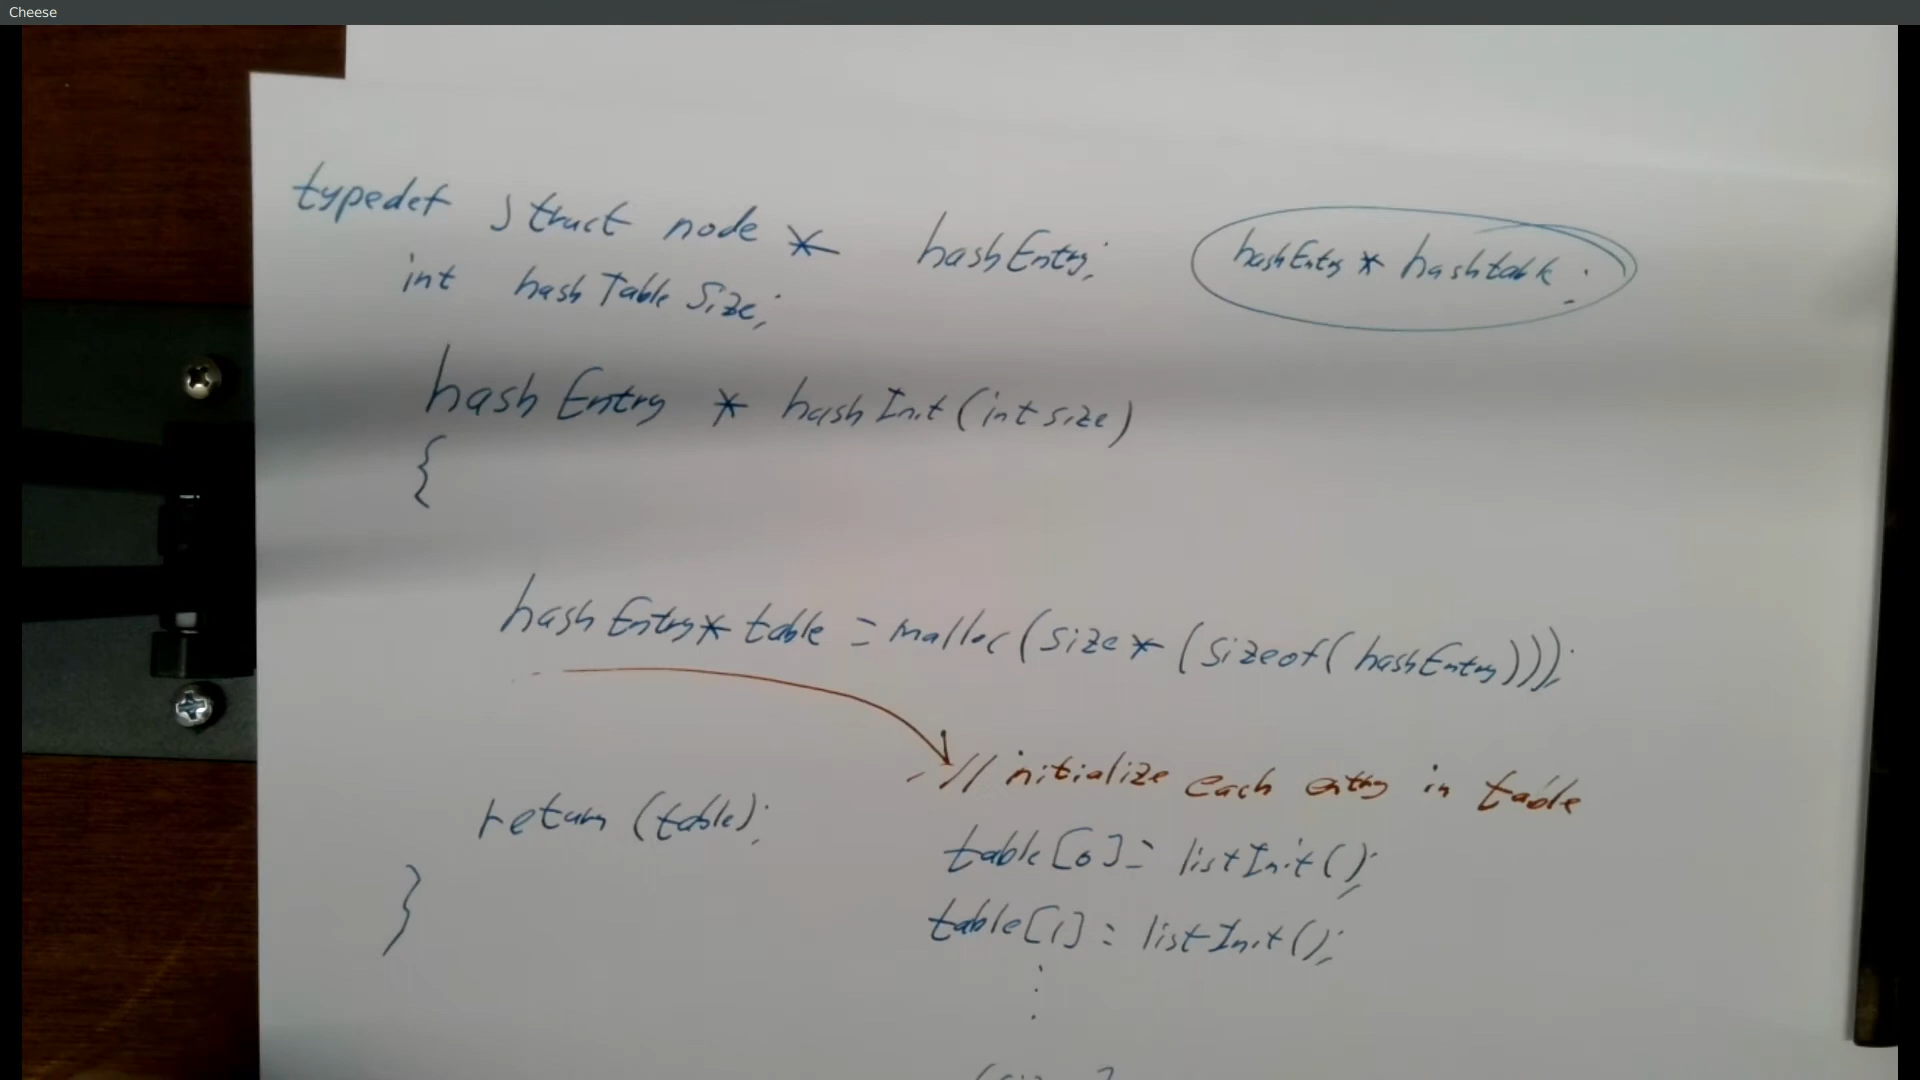 Cheese
typedef struct node * hashEntry;
hashEntry * hashtable;
int hashTableSize;
hashEntry * hashInit(int size)
{
hashEntry* table = malloc(size * (sizeof(hashEntry)));
// initialize each entry in table
return (table);
table[0] = listInit();
table[1] = listInit();
}